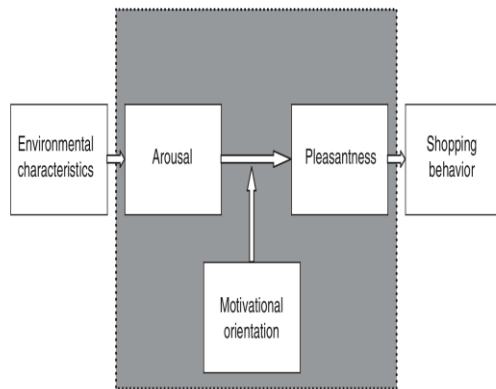 Environmental
characteristics
Arousal
Pleasantness
Shopping
behavior
Motivational
orientation